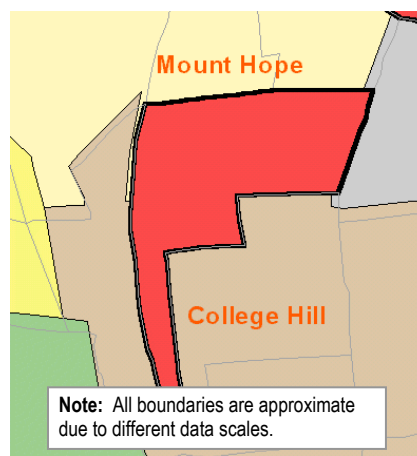 Mount Hope
College Hill
Note: All boundaries are approximate
due to different data scales.